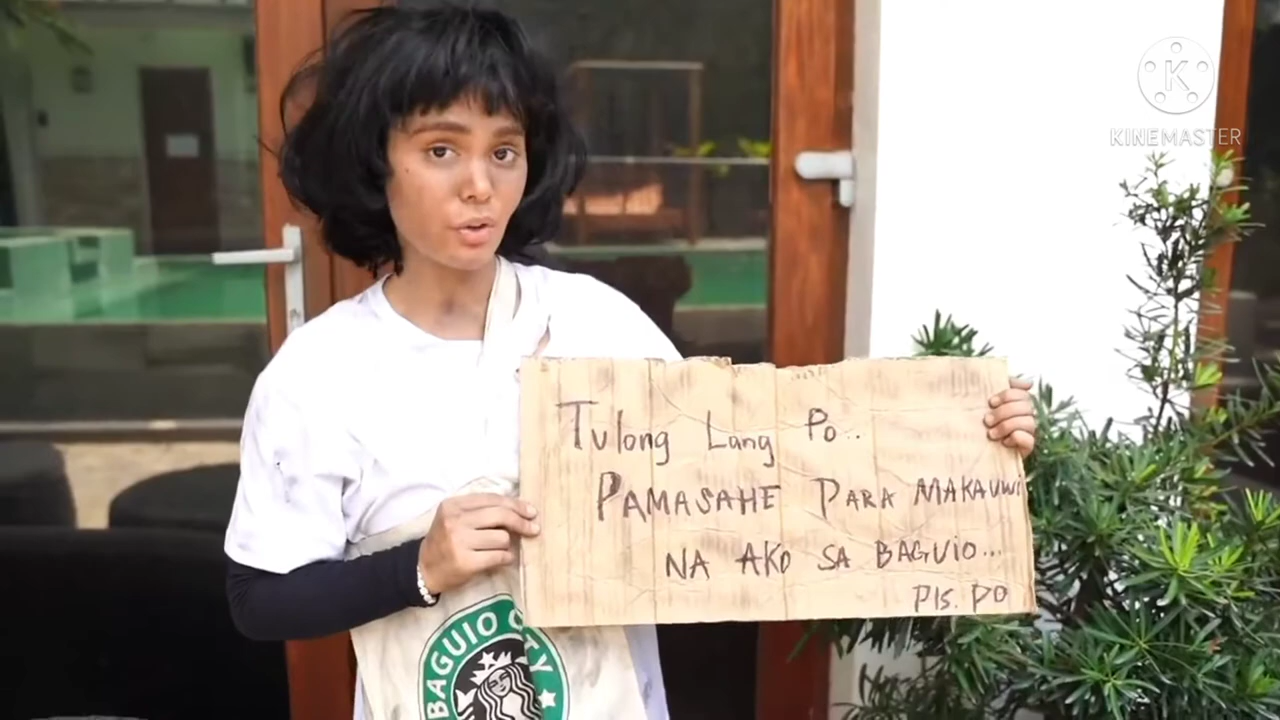 K
KINEMASTER
Tulong Lang Po..
PAMASAHE PARA MAKAUWI
NA AKO SA BAGUIO...
Pls. PO
BAGUIO CITY